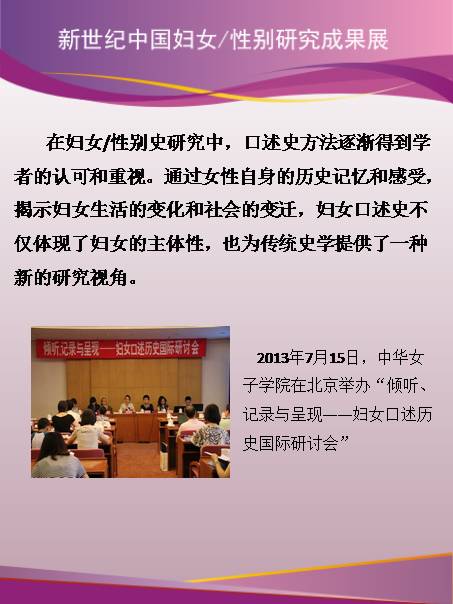 新世纪中国妇女/性别研究成果展
在妇女/性别史研究中，口述史方法逐渐得到学
者的认可和重视。通过女性自身的历史记忆和感受，
揭示妇女生活的变化和社会的变迁，妇女口述史不
仅体现了妇女的主体性，也为传统史学提供了一种
新的研究视角。
倾听、记录与呈现——妇女口述历史国际研讨会
2013年7月15日，中华女
子学院在北京举办“倾听、
记录与呈现——妇女口述历
史国际研讨会”